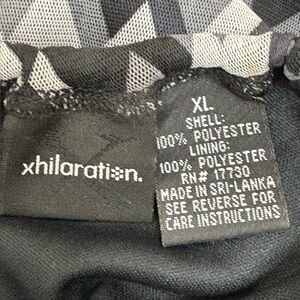 xhilaration.
XL
SHELL:
100% POLYESTER
LINING:
100% POLYESTER
RN# 17730
MADE IN SRI-LANKA
SEE REVERSE FOR
CARE INSTRUCTIONS